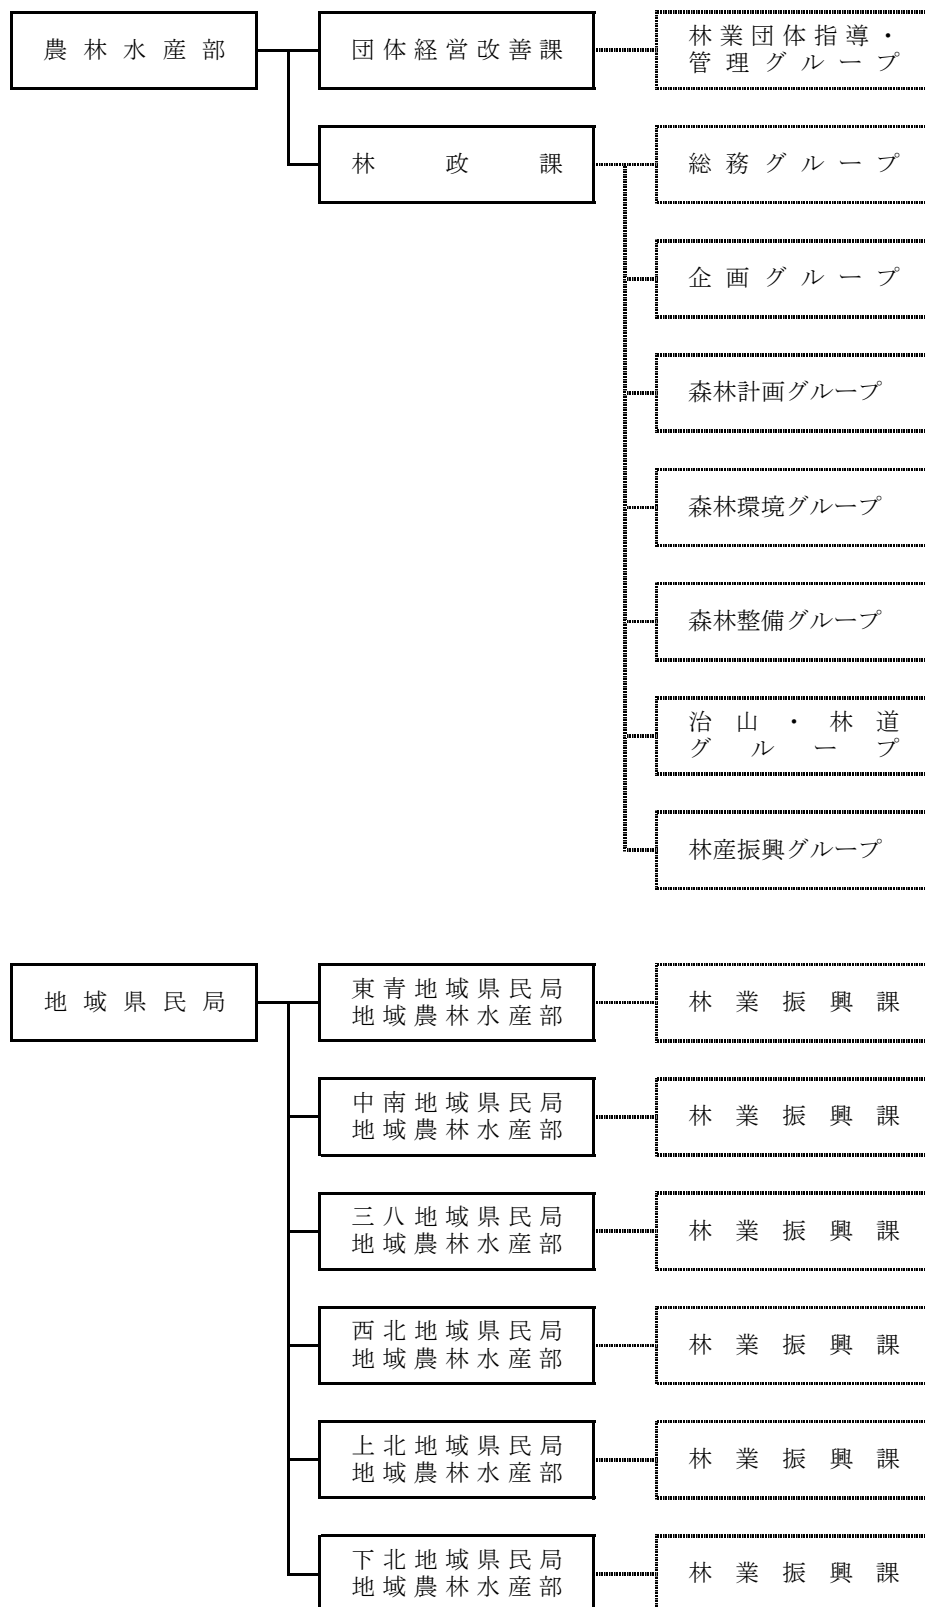 農林水産部
団体経営改善課
林業団体指導・
管理グループ
林政課
総務グループ
企画グループ
森林計画グループ
森林環境グループ
森林整備グループ
治山・林道
グループ
林産振興グループ
地域県民局
東青地域県民局
地域農林水産部
林業振興課
中南地域県民局
地域農林水産部
林業振興課
三八地域県民局
地域農林水産部
林業振興課
西北地域県民局
地域農林水産部
林業振興課
上北地域県民局
地域農林水産部
林業振興課
下北地域県民局
地域農林水産部
林業振興課